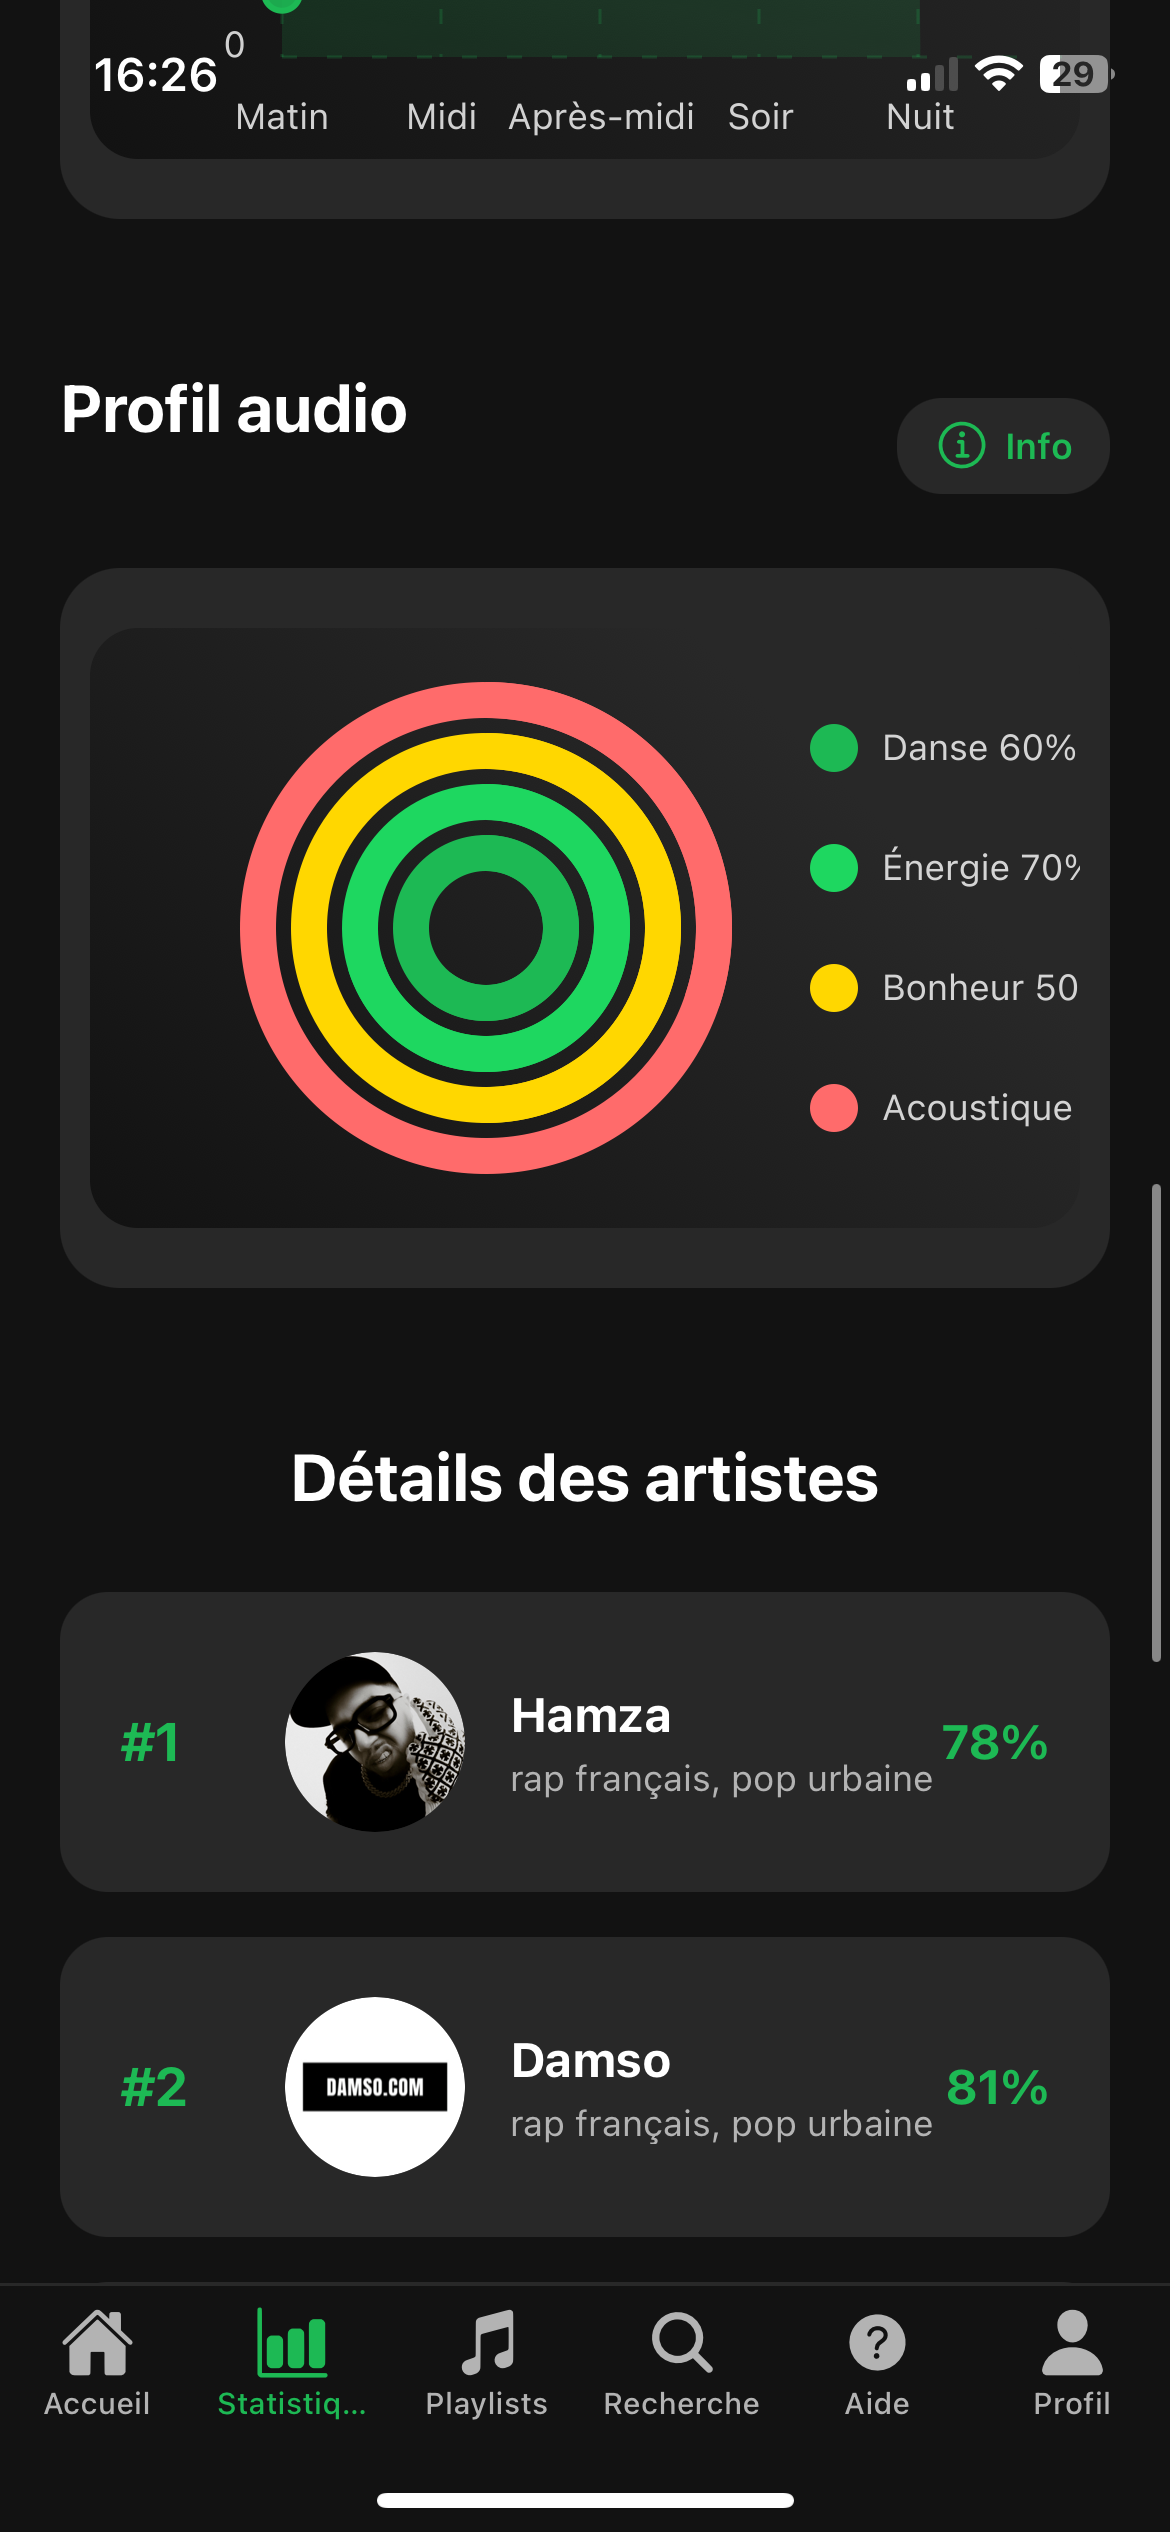 0
16:26
29
Matin Midi Après-midi Soir Nuit
Profil audio
Info
Danse 60%
Énergie 70%
Bonheur 50
Acoustique
Détails des artistes
#1
Hamza
rap français, pop urbaine
78%
#2
DAMSO.COM
Damso
rap français, pop urbaine
81%
Accueil Statistiq... Playlists Recherche Aide Profil